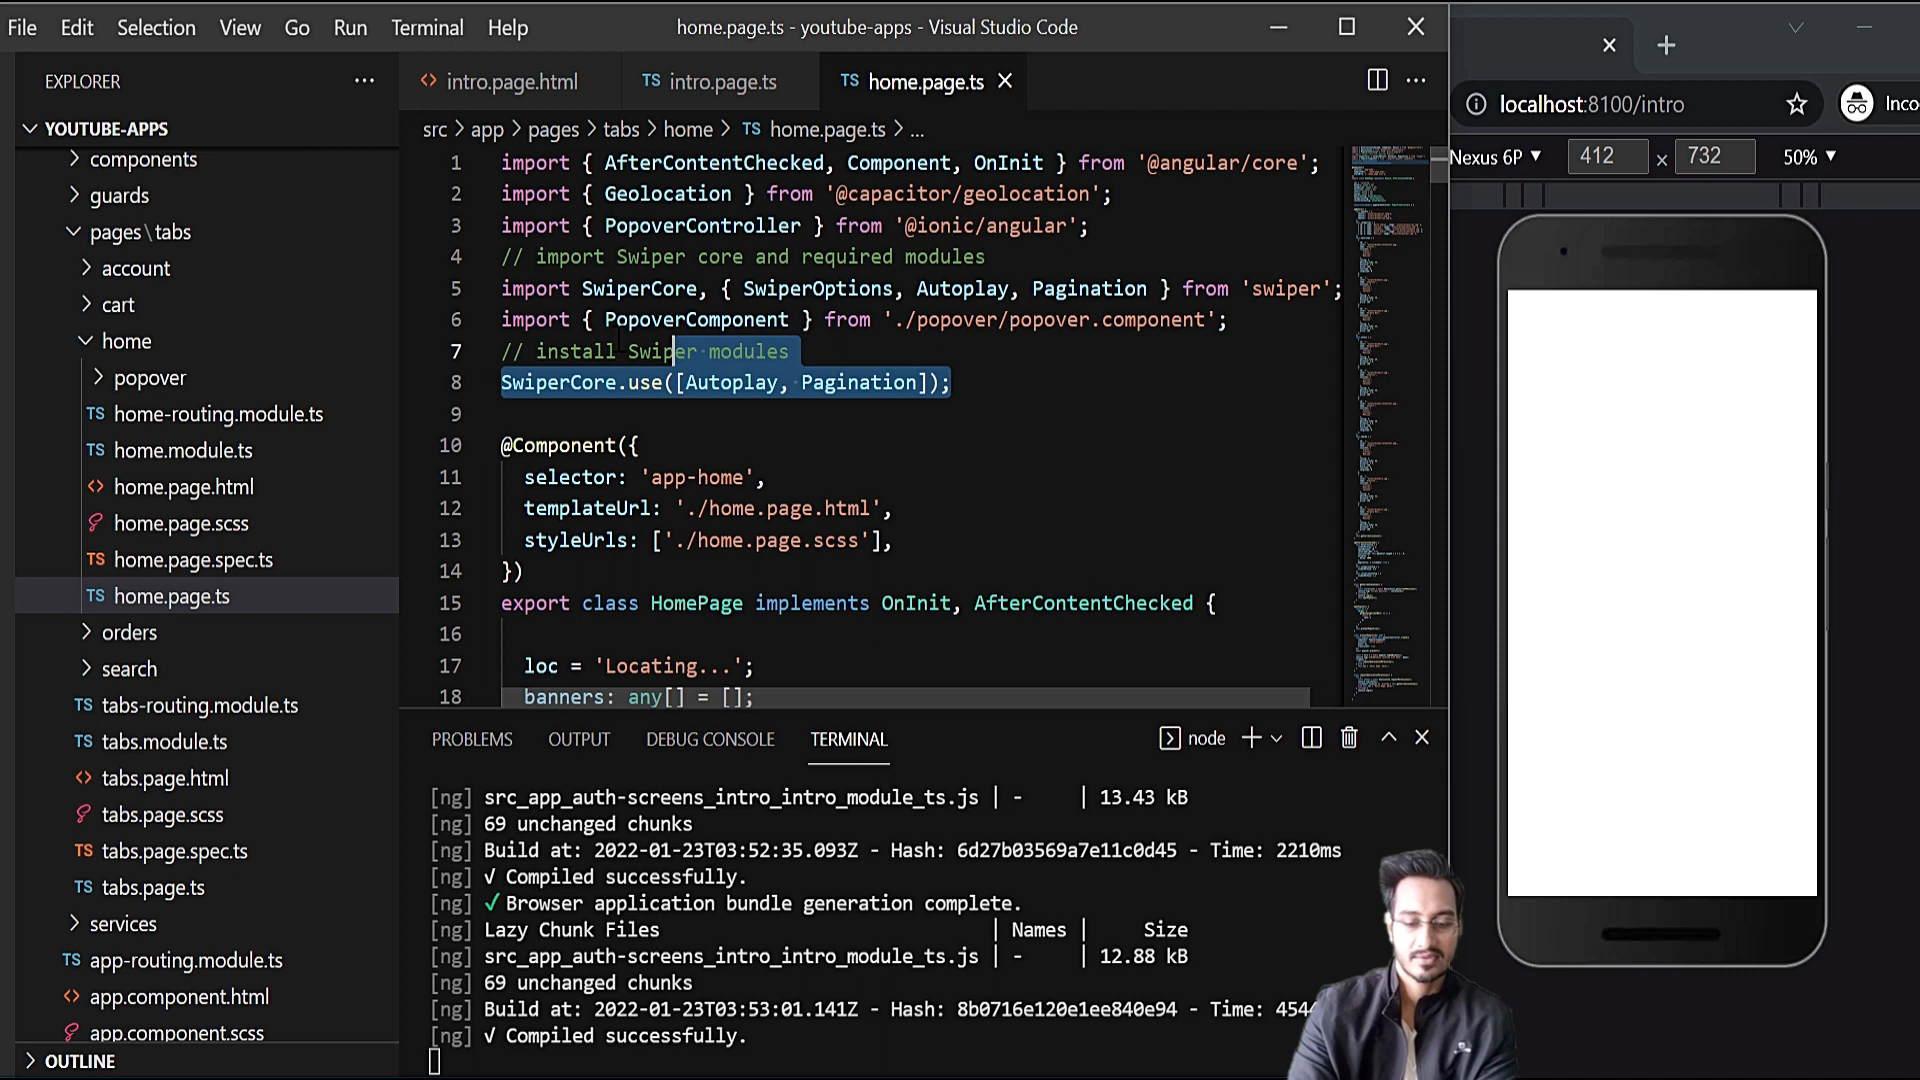 File Edit Selection View Go Run Terminal Help
home.page.ts - youtube-apps - Visual Studio Code
EXPLORER
YOUTUBE-APPS
components
guards
pages\tabs
account
cart
home
popover
TS home-routing.module.ts
TS home.module.ts
<> home.page.html
home.page.scss
TS home.page.spec.ts
TS home.page.ts
orders
search
TS tabs-routing.module.ts
TS tabs.module.ts
<> tabs.page.html
tabs.page.scss
TS tabs.page.spec.ts
TS tabs.page.ts
services
TS app-routing.module.ts
<> app.component.html
app.component.scss
OUTLINE
<> intro.page.html
TS intro.page.ts
TS home.page.ts
src > app > pages > tabs > home > TS home.page.ts > ...
1 import { AfterContentChecked, Component, OnInit } from '@angular/core';
2 import { Geolocation } from '@capacitor/geolocation';
3 import { PopoverController } from '@ionic/angular';
4 // import Swiper core and required modules
5 import SwiperCore, { SwiperOptions, Autoplay, Pagination } from 'swiper';
6 import { PopoverComponent } from './popover/popover.component';
7 // install Swiper modules
8 SwiperCore.use([Autoplay, Pagination]);
9
10 @Component({
11 selector: 'app-home',
12 templateUrl: './home.page.html',
13 styleUrls: ['./home.page.scss'],
14 })
15 export class HomePage implements OnInit, AfterContentChecked {
16
17 loc = 'Locating...';
18 banners: any[] = [];
PROBLEMS OUTPUT DEBUG CONSOLE TERMINAL
node
[ng] src_app_auth-screens_intro_intro_module_ts.js | - | 13.43 kB
[ng] 69 unchanged chunks
[ng] Build at: 2022-01-23T03:52:35.093Z - Hash: 6d27b03569a7e11c0d45 - Time: 2210ms
[ng] √ Compiled successfully.
[ng] ✓ Browser application bundle generation complete.
[ng] Lazy Chunk Files | Names | Size
[ng] src_app_auth-screens_intro_intro_module_ts.js | - | 12.88 kB
[ng] 69 unchanged chunks
[ng] Build at: 2022-01-23T03:53:01.141Z - Hash: 8b0716e120e1ee840e94 - Time: 454
[ng] √ Compiled successfully.
localhost:8100/intro
Inco
Nexus 6P 412 x 732 50%